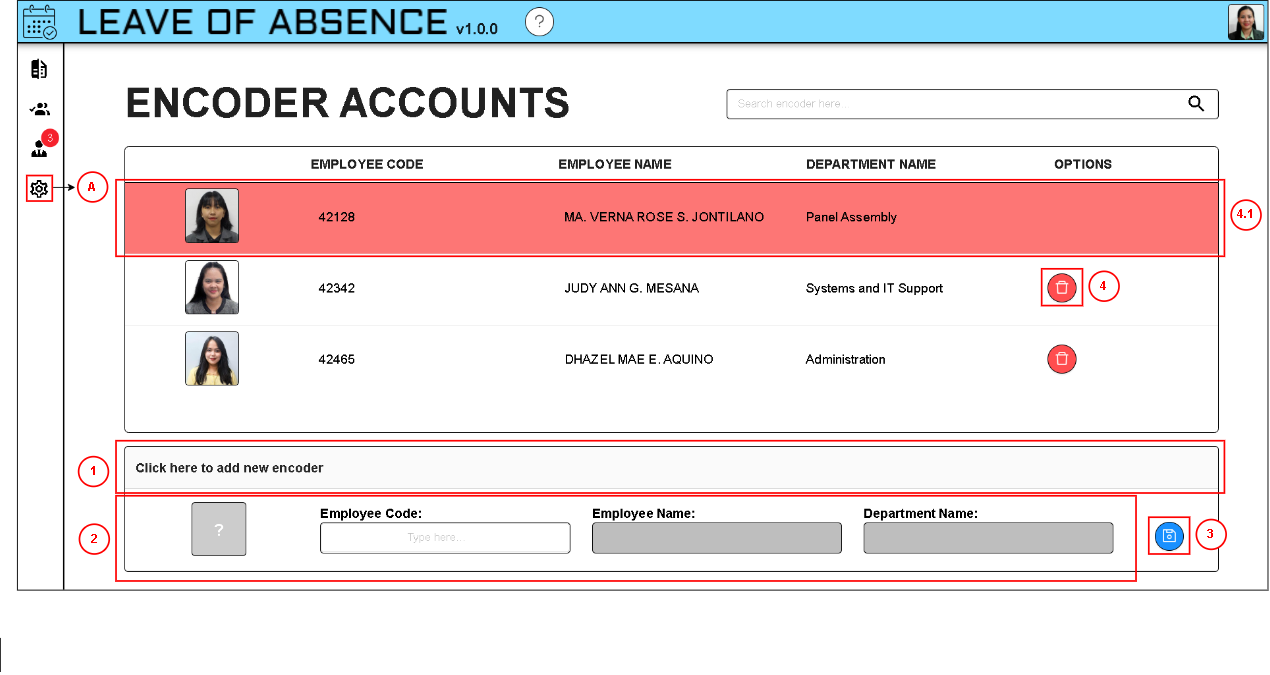 LEAVE OF ABSENCE v1.0.0 ?
3
ENCODER ACCOUNTS
Search encoder here..
EMPLOYEE CODE EMPLOYEE NAME DEPARTMENT NAME OPTIONS
A
42128 MA. VERNA ROSE S. JONTILANO Panel Assembly
4.1
42342 JUDY ANN G. MESANA Systems and IT Support
4
42465 DHAZEL MAE E. AQUINO Administration
1
Click here to add new encoder
2
?
Employee Code: Employee Name: Department Name:
Type here...
3